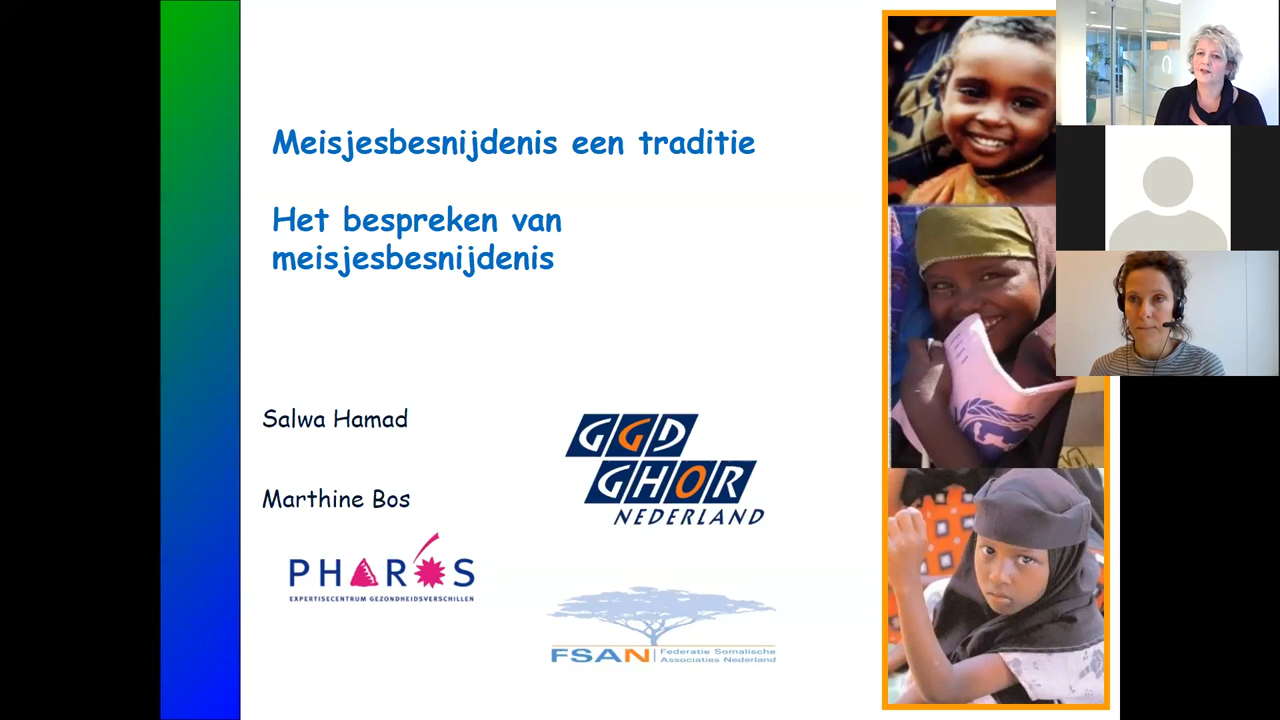 Meisjesbesnijdenis een traditie
Het bespreken van
meisjesbesnijdenis
Salwa Hamad
Marthine Bos
GGD
GHOR
NEDERLAND
PHAROS
EXPERTISECENTRUM GEZONDHEIDSVERSCHILLEN
FSAN
Federatie Somalische
Associaties Nederland